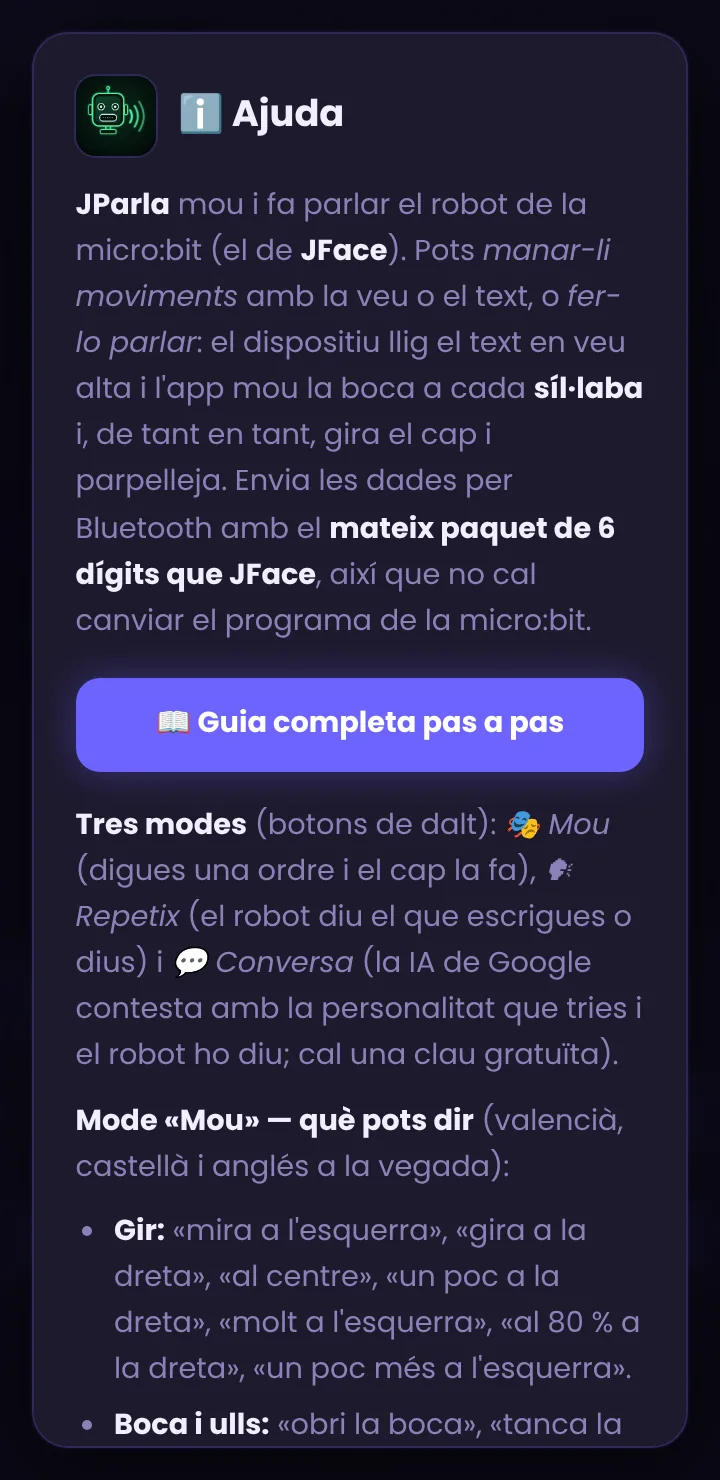 ℹ️ Ajuda
JParla mou i fa parlar el robot de la
micro:bit (el de JFace). Pots manar-li
moviments amb la veu o el text, o fer-
lo parlar: el dispositiu llig el text en veu
alta i l'app mou la boca a cada síl·laba
i, de tant en tant, gira el cap i
parpelleja. Envia les dades per
Bluetooth amb el mateix paquet de 6
dígits que JFace, així que no cal
canviar el programa de la micro:bit.
📖 Guia completa pas a pas
Tres modes (botons de dalt): 🎭 Mou
(digues una ordre i el cap la fa), 🗣
Repetix (el robot diu el que escrigues o
dius) i 💬 Conversa (la IA de Google
contesta amb la personalitat que tries i
el robot ho diu; cal una clau gratuïta).
Mode «Mou» — què pots dir (valencià,
castellà i anglés a la vegada):
• Gir: «mira a l'esquerra», «gira a la
dreta», «al centre», «un poc a la
dreta», «molt a l'esquerra», «al 80 % a
la dreta», «un poc més a l'esquerra».
• Boca i ulls: «obri la boca», «tanca la